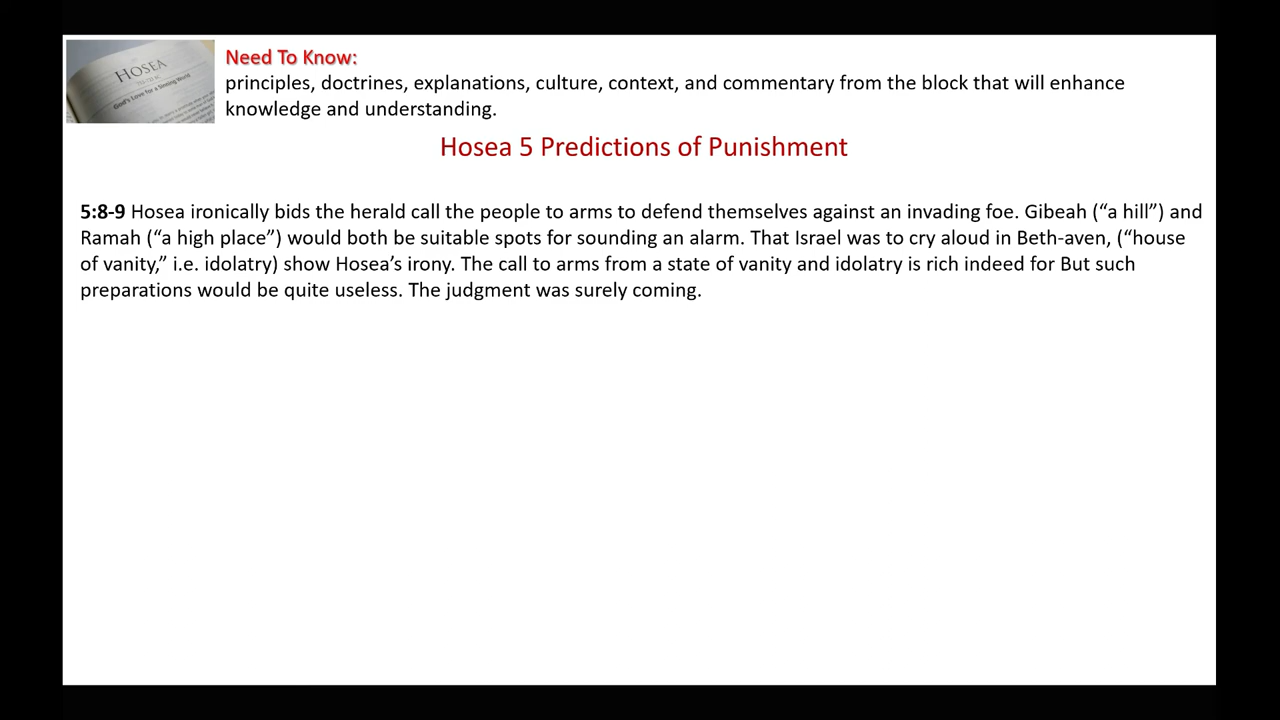 HOSEA
God's Love for a Sinning World
Need To Know:
principles, doctrines, explanations, culture, context, and commentary from the block that will enhance
knowledge and understanding.
Hosea 5 Predictions of Punishment
5:8-9 Hosea ironically bids the herald call the people to arms to defend themselves against an invading foe. Gibeah (“a hill”) and
Ramah (“a high place”) would both be suitable spots for sounding an alarm. That Israel was to cry aloud in Beth-aven, (“house
of vanity,” i.e. idolatry) show Hosea’s irony. The call to arms from a state of vanity and idolatry is rich indeed for But such
preparations would be quite useless. The judgment was surely coming.